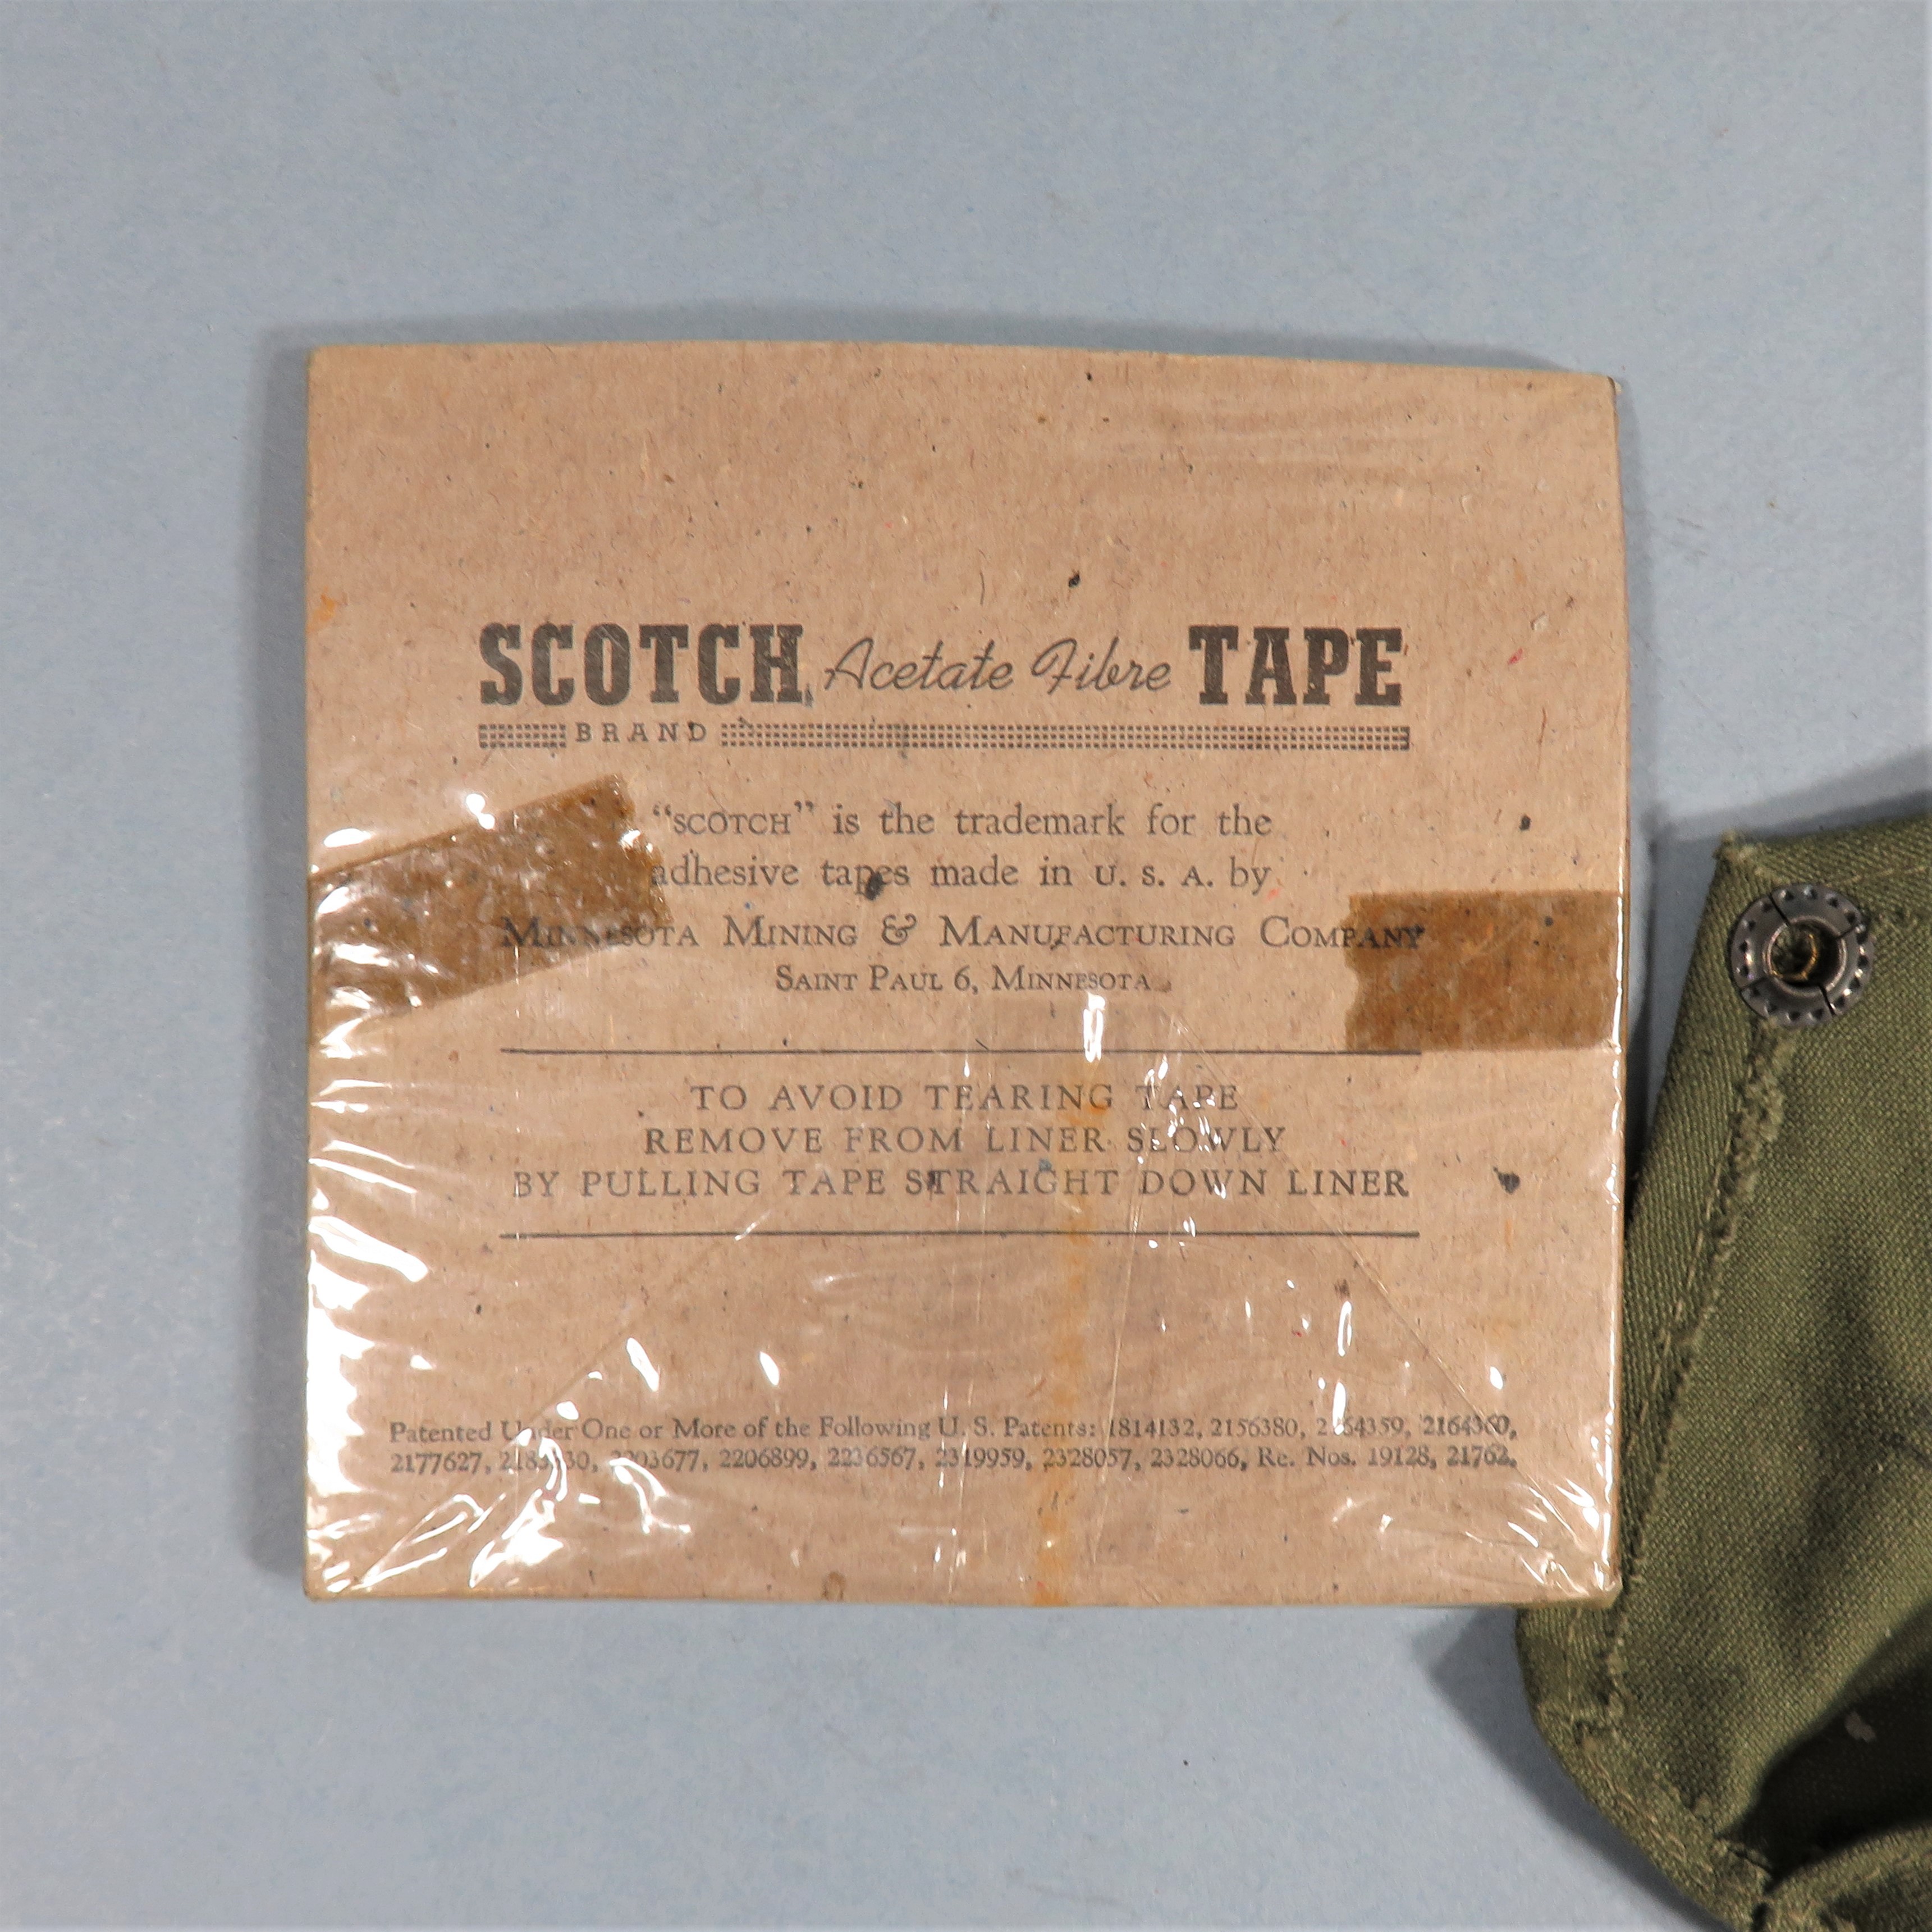 SCOTCH Acetate Fibre TAPE
BRAND
“SCOTCH” is the trademark for the
adhesive tapes made in U. S. A. by
MINNESOTA MINING & MANUFACTURING COMPANY
SAINT PAUL 6, MINNESOTA
TO AVOID TEARING TAPE
REMOVE FROM LINER SLOWLY
BY PULLING TAPE STRAIGHT DOWN LINER
Patented Under One or More of the Following U. S. Patents: 1814132, 2156380, 2164360,
2177627, 2206899, 2236567, 2319959, 2328057, 2328066, Re. Nos. 19128, 21762.